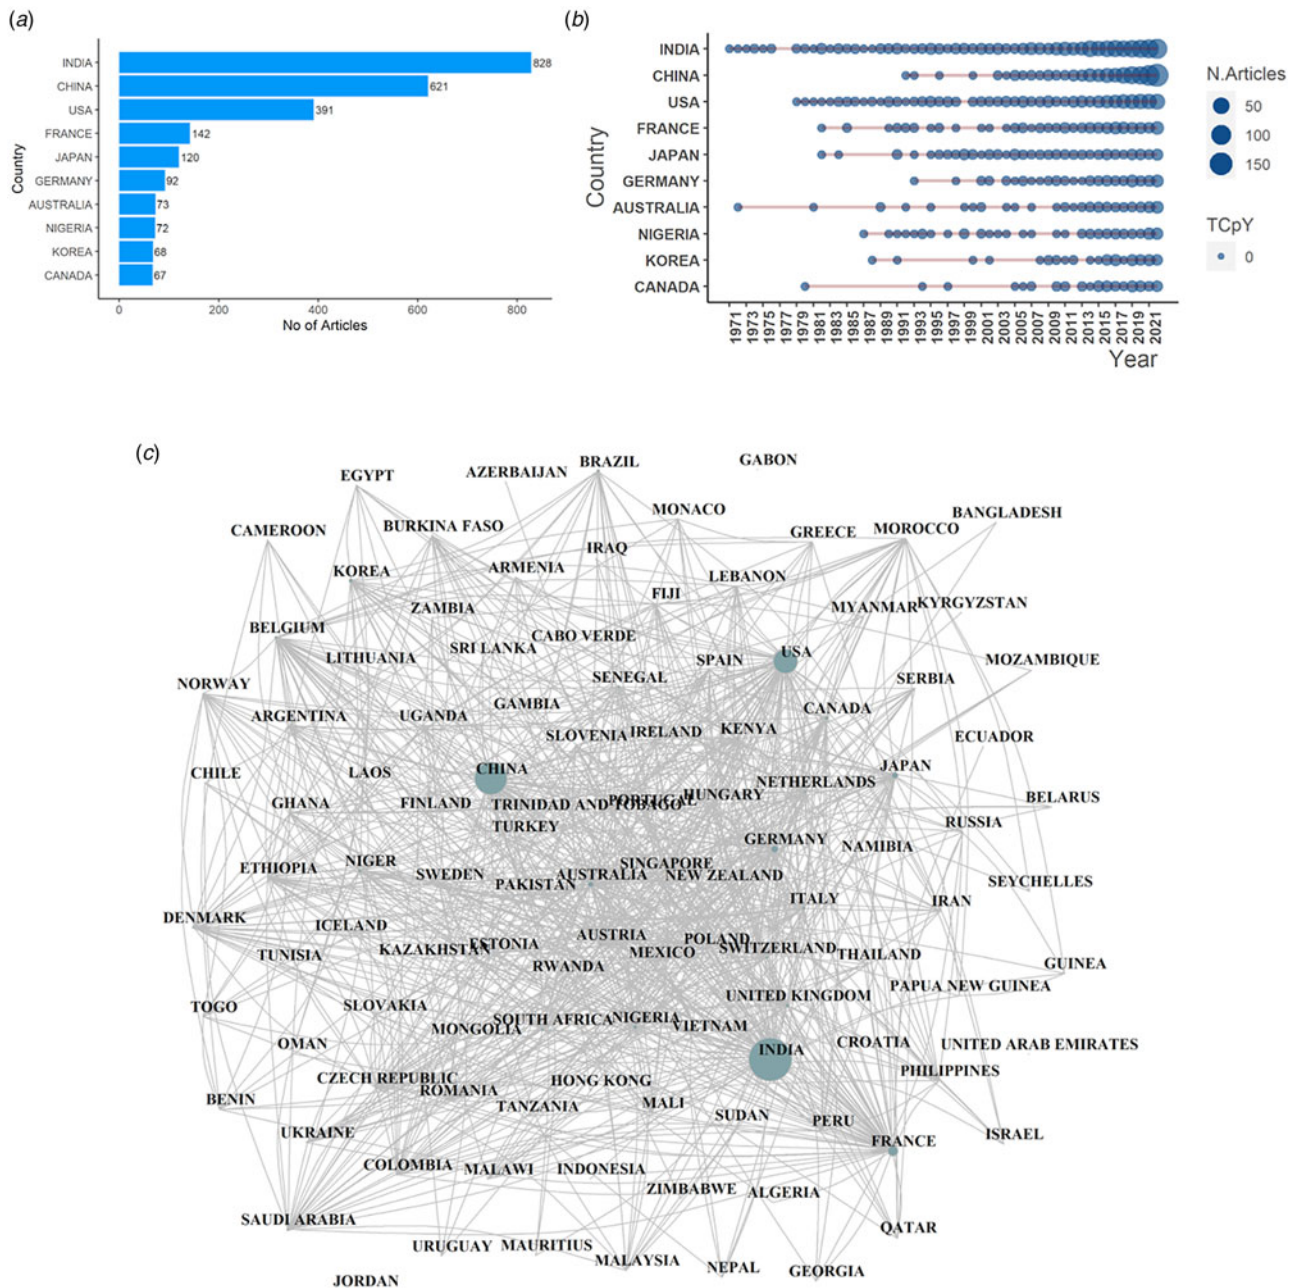 (a)
INDIA 828
CHINA 621
USA 391
FRANCE 142
JAPAN 120
GERMANY 92
AUSTRALIA 73
NIGERIA 72
KOREA 68
CANADA 67
Country
0 200 400 600 800
No of Articles
(b)
INDIA
CHINA
USA
FRANCE
JAPAN
GERMANY
AUSTRALIA
NIGERIA
KOREA
CANADA
Country
1971 1973 1975 1977 1979 1981 1983 1985 1987 1989 1991 1993 1995 1997 1999 2001 2003 2005 2007 2009 2011 2013 2015 2017 2019 2021
Year
N.Articles
50
100
150
TCpY
0
(c)
GABON
BRAZIL
AZERBAIJAN
EGYPT
MONACO
BANGLADESH
BURKINA FASO
MOROCCO
CAMEROON
GREECE
IRAQ
ARMENIA
KOREA
LEBANON
FIJI
KYRGYZSTAN
ZAMBIA
MYANMAR
BELGIUM
CABO VERDE
SRI LANKA
USA
LITHUANIA
SPAIN
MOZAMBIQUE
SENEGAL
SERBIA
NORWAY
GAMBIA
CANADA
ARGENTINA
UGANDA
KENYA
IRELAND
SLOVENIA
ECUADOR
JAPAN
CHINA
CHILE
LAOS
NETHERLANDS
HUNGARY
BELARUS
PORTUGAL
GHANA
FINLAND
TRINIDAD AND TOBAGO
RUSSIA
TURKEY
GERMANY
NAMIBIA
NIGER
SINGAPORE
ETHIOPIA
SWEDEN
AUSTRALIA
NEW ZEALAND
SEYCHELLES
PAKISTAN
ITALY
IRAN
DENMARK
ICELAND
AUSTRIA
POLAND
ESTONIA
SWITZERLAND
KAZAKHSTAN
MEXICO
THAILAND
TUNISIA
GUINEA
RWANDA
PAPUA NEW GUINEA
UNITED KINGDOM
TOGO
SLOVAKIA
NIGERIA
SOUTH AFRICA
VIETNAM
MONGOLIA
CROATIA
OMAN
UNITED ARAB EMIRATES
INDIA
PHILIPPINES
CZECH REPUBLIC
HONG KONG
ROMANIA
BENIN
MALI
TANZANIA
SUDAN
PERU
UKRAINE
ISRAEL
FRANCE
COLOMBIA
MALAWI
INDONESIA
ZIMBABWE
ALGERIA
SAUDI ARABIA
QATAR
URUGUAY
MAURITIUS
MALAYSIA
NEPAL
GEORGIA
JORDAN